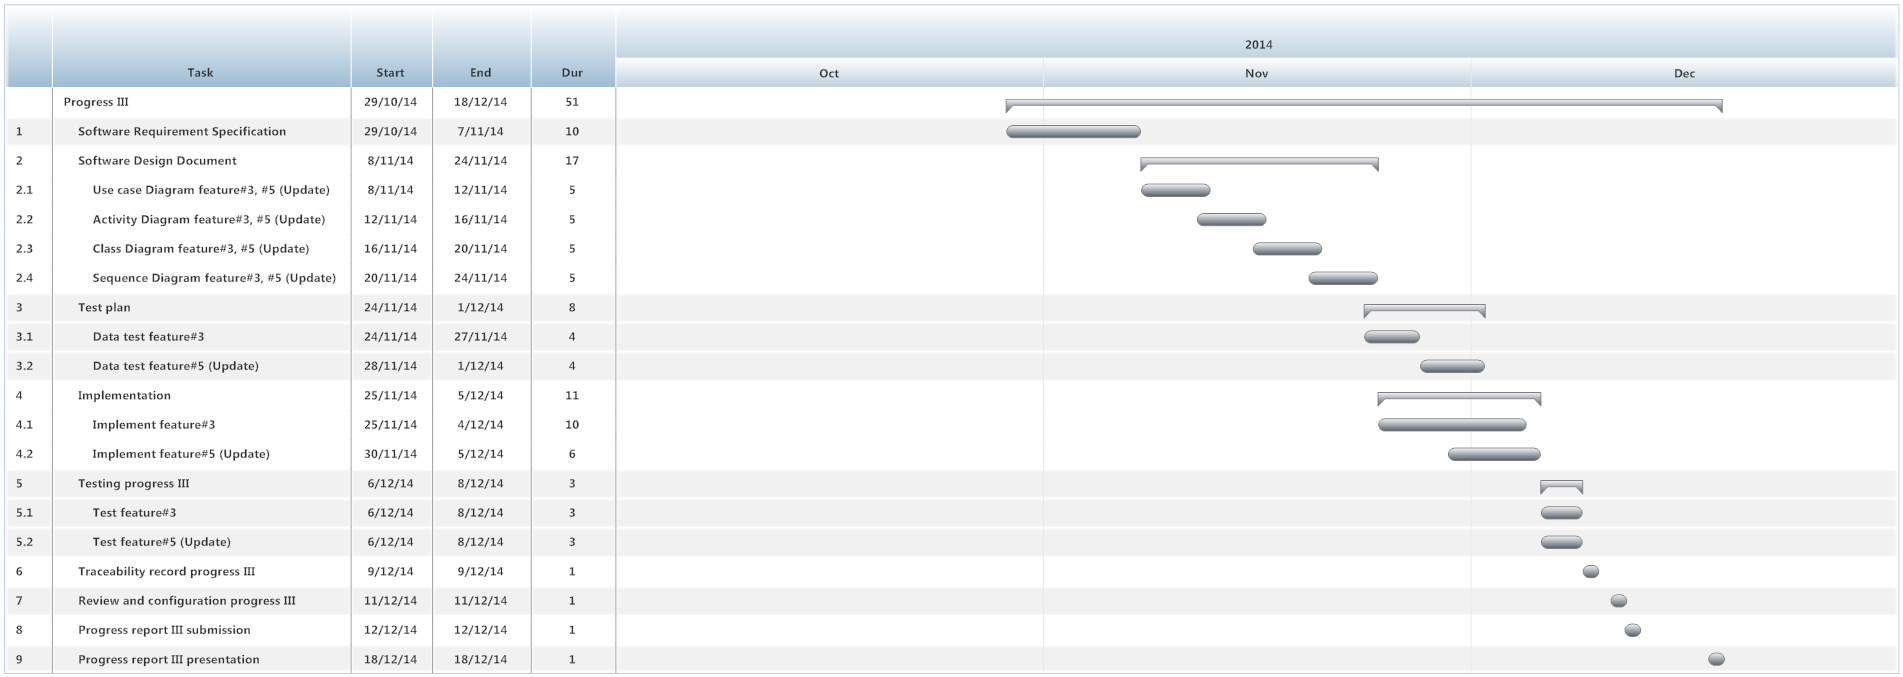 2014
Task Start End Dur Oct Nov Dec
Progress III 29/10/14 18/12/14 51
1 Software Requirement Specification 29/10/14 7/11/14 10
2 Software Design Document 8/11/14 24/11/14 17
2.1 Use case Diagram feature#3, #5 (Update) 8/11/14 12/11/14 5
2.2 Activity Diagram feature#3, #5 (Update) 12/11/14 16/11/14 5
2.3 Class Diagram feature#3, #5 (Update) 16/11/14 20/11/14 5
2.4 Sequence Diagram feature#3, #5 (Update) 20/11/14 24/11/14 5
3 Test plan 24/11/14 1/12/14 8
3.1 Data test feature#3 24/11/14 27/11/14 4
3.2 Data test feature#5 (Update) 28/11/14 1/12/14 4
4 Implementation 25/11/14 5/12/14 11
4.1 Implement feature#3 25/11/14 4/12/14 10
4.2 Implement feature#5 (Update) 30/11/14 5/12/14 6
5 Testing progress III 6/12/14 8/12/14 3
5.1 Test feature#3 6/12/14 8/12/14 3
5.2 Test feature#5 (Update) 6/12/14 8/12/14 3
6 Traceability record progress III 9/12/14 9/12/14 1
7 Review and configuration progress III 11/12/14 11/12/14 1
8 Progress report III submission 12/12/14 12/12/14 1
9 Progress report III presentation 18/12/14 18/12/14 1